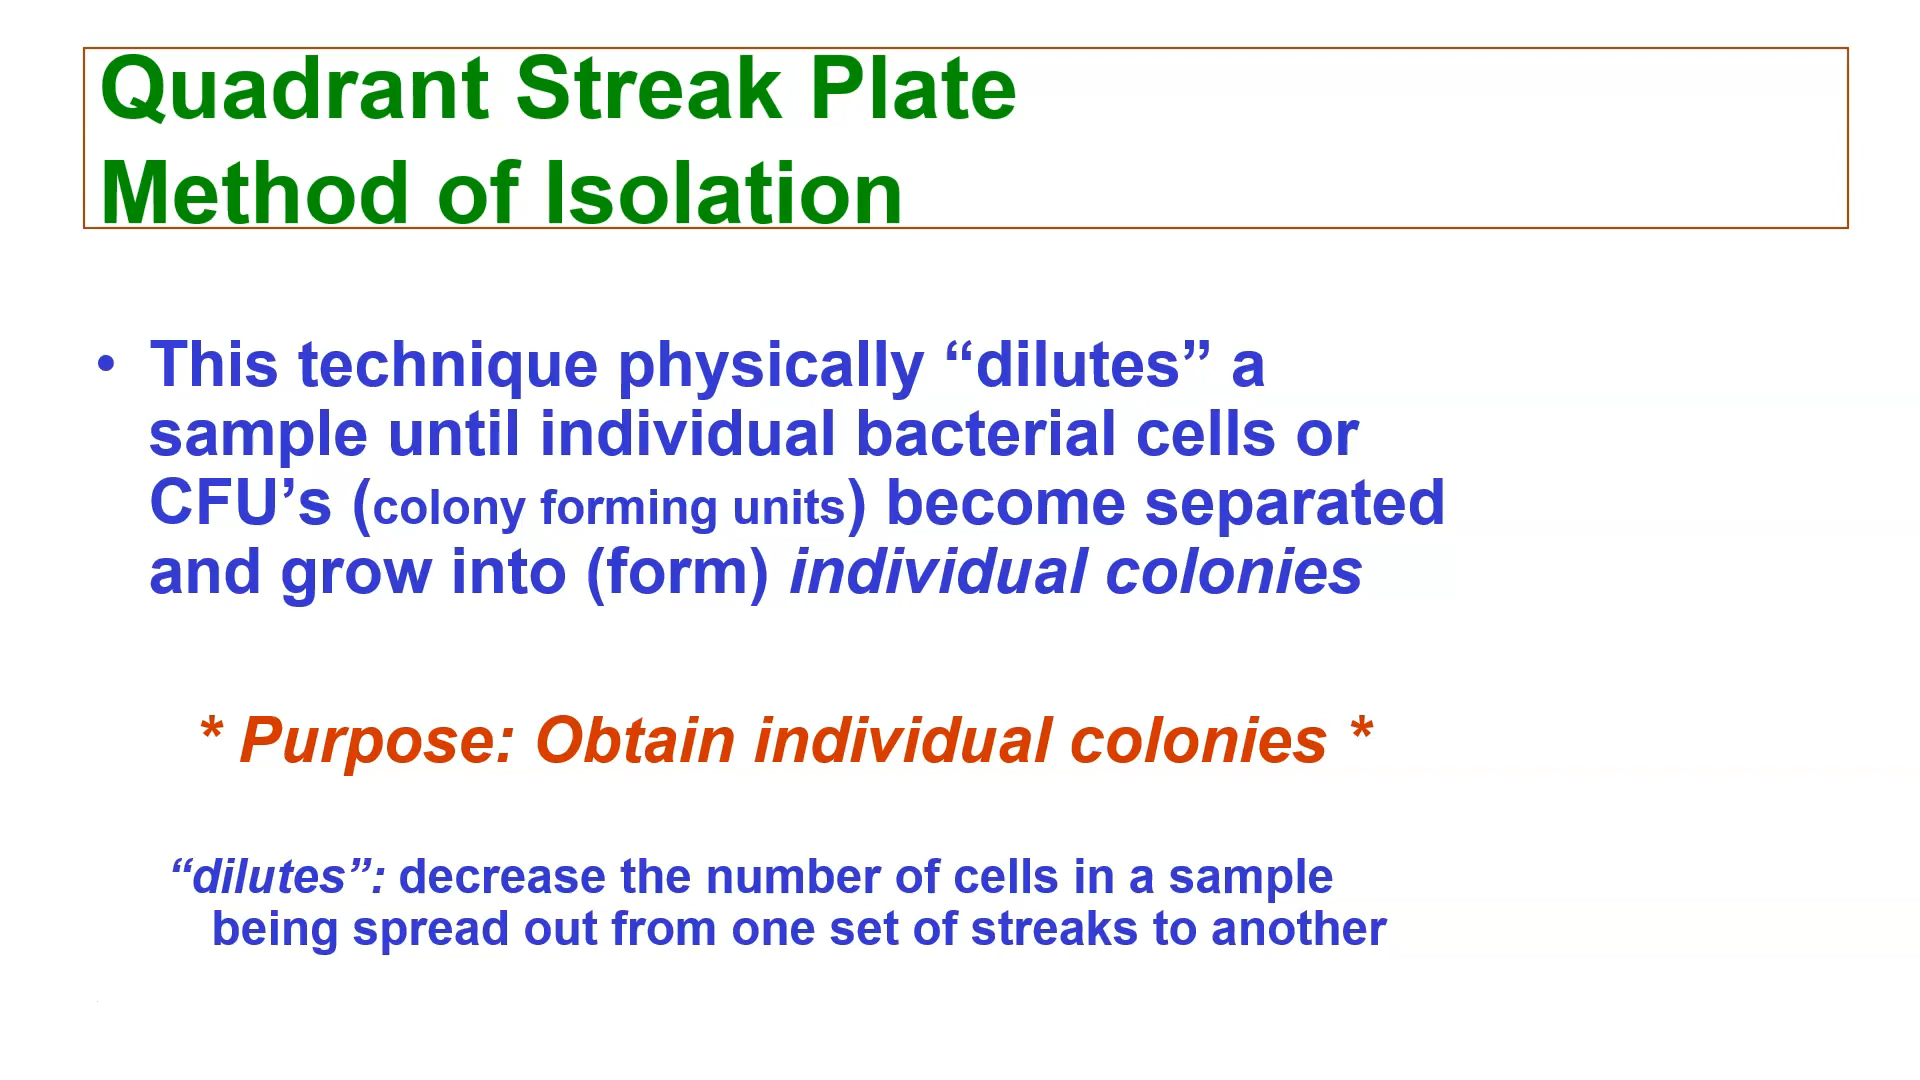 Quadrant Streak Plate
Method of Isolation
• This technique physically “dilutes” a
sample until individual bacterial cells or
CFU’s (colony forming units) become separated
and grow into (form) individual colonies
* Purpose: Obtain individual colonies *
“dilutes”: decrease the number of cells in a sample
being spread out from one set of streaks to another